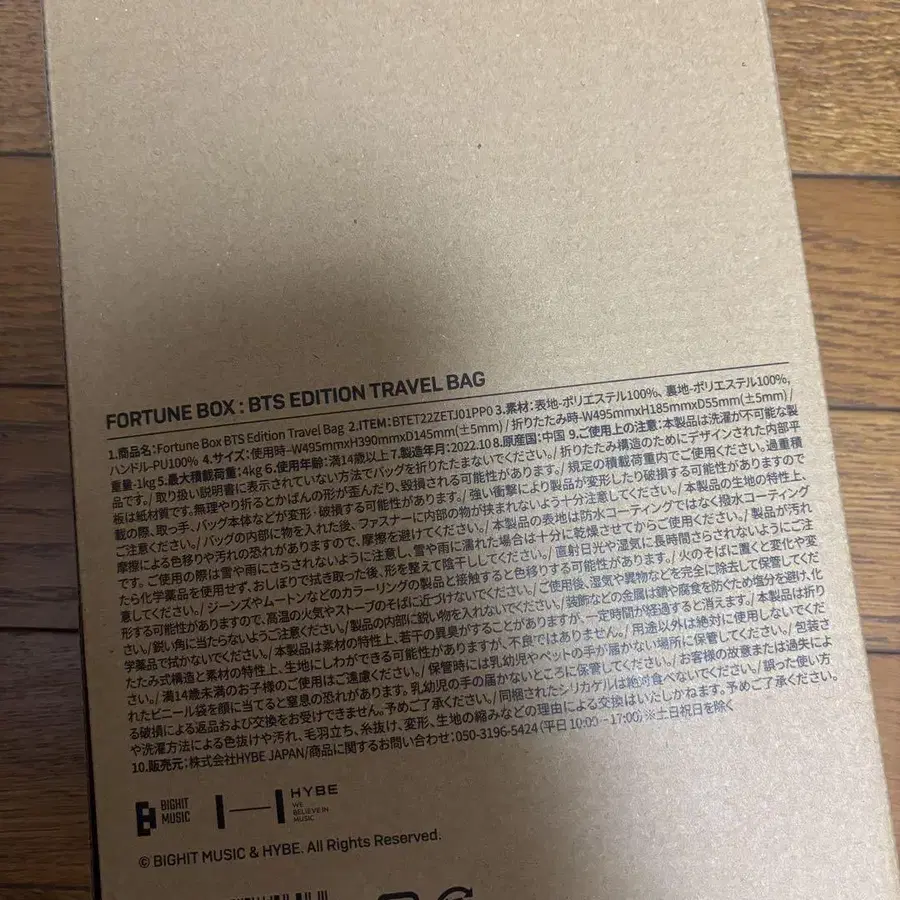 FORTUNE BOX : BTS EDITION TRAVEL BAG
1.商品名:Fortune Box BTS Edition Travel Bag 2.ITEM:BTET22ZETJ01PP0 3.素材: 表地-ポリエステル100%、裏地-ポリエステル100%,
ハンドル-PU100% 4.サイズ:使用時-W495mmxH390mmxD145mm(±5mm) / 折りたたみ時-W495mmxH185mmxD55mm(±5mm) /
重量-1kg 5.最大積載荷重:4kg 6.使用年齢:満14歳以上 7.製造年月:2022.10 8.原産国:中国 9.ご使用上の注意:本製品は洗濯が不可能な製
品です。/ 取り扱い説明書に表示されていない方法でバッグを折りたたまないでください。/ 折りたたみ構造のためにデザインされた内部平
板は紙材質です。無理やり折るとかばんの形が歪んだり、毀損される可能性があります。/ 規定の積載荷重内でご使用ください。過重積
載の際、取っ手、バッグ本体などが変形・破損する可能性があります。/ 強い衝撃により製品が変形したり破損する可能性がありますので
ご注意ください。/ バッグの内部に物を入れた後、ファスナーに内部の物が挟まれないよう十分注意してください。/ 本製品の生地の特性上、
摩擦による色移りや汚れの恐れがありますので、摩擦を避けてください。/ 本製品の表地は防水コーティングではなく撥水コーティング
です。ご使用の際は雪や雨にさらされないように注意し、雪や雨に濡れた場合は十分に乾燥させてからご使用ください。/ 製品が汚れ
たら化学薬品を使用せず、おしぼりで拭き取った後、形を整えて陰干ししてください。/ 直射日光や湿気に長時間さらされないようにご注
意してください。/ ジーンズやムートンなどのカラーリングの製品と接触すると色移りする可能性があります。/ 火のそばに置くと変化や変
形する可能性がありますので、高温の火気やストーブのそばに近づけないでください。/ ご使用後、湿気や異物などを完全に除去して保管してくだ
さい。/ 鋭い角に当たらないようご注意ください。/ 製品の内部に鋭い物を入れないでください。/ 装飾などの金属は錆や腐食を防ぐため塩分を避け、化
学薬品で拭かないでください。/ 本製品は素材の特性上、若干の異臭がすることがありますが、一定時間が経過すると消えます。/ 本製品は折り
たたみ式構造と素材の特性上、生地にしわができる可能性がありますが、不良ではありません。/ 用途以外は絶対に使用しないでくだ
さい。/ 満14歳未満のお子様のご使用はご遠慮ください。/ 保管時には乳幼児やペットの手が届かない場所に保管してください。/ 包装さ
れたビニール袋を顔に当てると窒息の恐れがあります。乳幼児の手の届かないところに保管してください。/ お客様の故意または過失によ
る破損による返品および交換をお受けできません。予めご了承ください。/ 同梱されたシリカゲルは絶対食べないでください。/ 誤った使い方
や洗濯方法による色抜けや汚れ、毛羽立ち、糸抜け、変形、生地の縮みなどの理由による交換はいたしかねます。予めご了承ください。
10.販売元:株式会社HYBE JAPAN/商品に関するお問い合わせ:050-3196-5424 (平日 10:00~17:00) ※土日祝日を除く
BIGHIT
MUSIC
HYBE
WE
BELIEVE IN
MUSIC
© BIGHIT MUSIC & HYBE. All Rights Reserved.